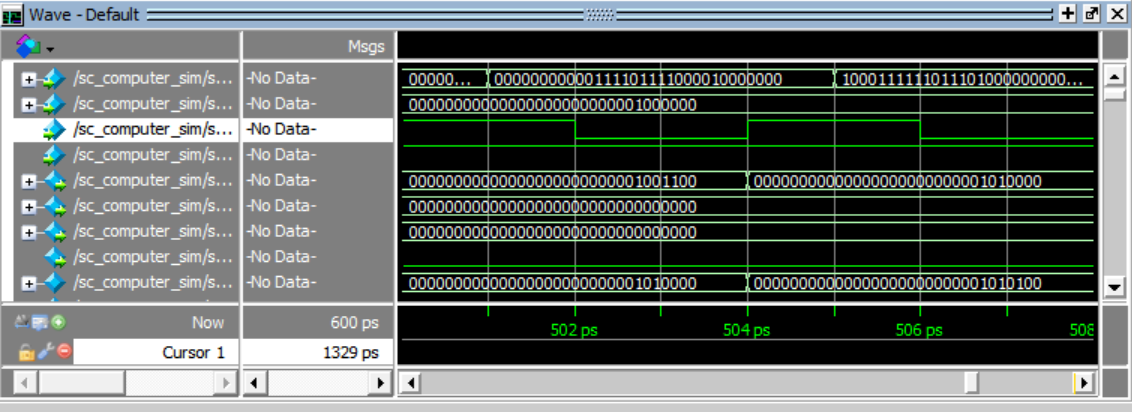 Wave - Default
Msgs
/sc_computer_sim/s... -No Data- 00000... 00000000000111101111000010000000 1000111111011101000000000...
/sc_computer_sim/s... -No Data- 00000000000000000000000001000000
/sc_computer_sim/s... -No Data-
/sc_computer_sim/s... -No Data-
/sc_computer_sim/s... -No Data- 00000000000000000000000001001100 00000000000000000000000001010000
/sc_computer_sim/s... -No Data- 00000000000000000000000000000000
/sc_computer_sim/s... -No Data- 00000000000000000000000000000000
/sc_computer_sim/s... -No Data-
/sc_computer_sim/s... -No Data- 00000000000000000000000001010000 00000000000000000000000001010100
Now 600 ps 502 ps 504 ps 506 ps 508
Cursor 1 1329 ps